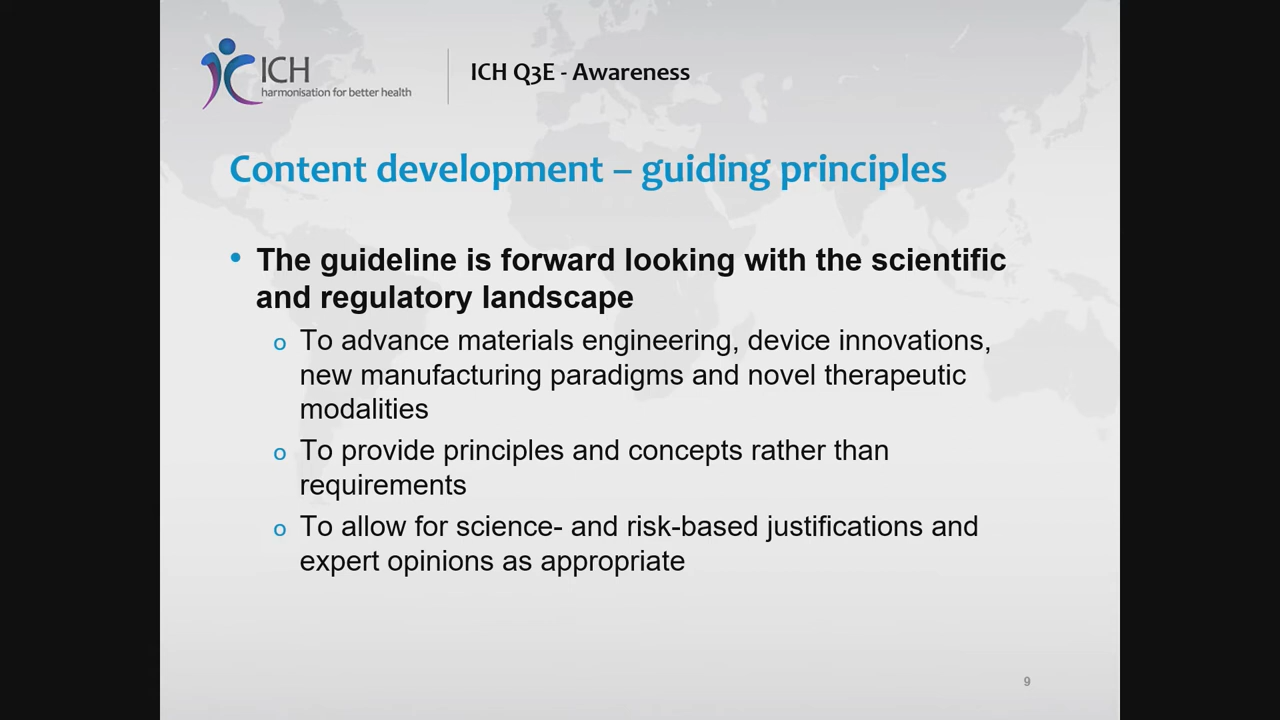 ICH
harmonisation for better health
ICH Q3E - Awareness
Content development – guiding principles
• The guideline is forward looking with the scientific
and regulatory landscape
o To advance materials engineering, device innovations,
new manufacturing paradigms and novel therapeutic
modalities
o To provide principles and concepts rather than
requirements
o To allow for science- and risk-based justifications and
expert opinions as appropriate
9